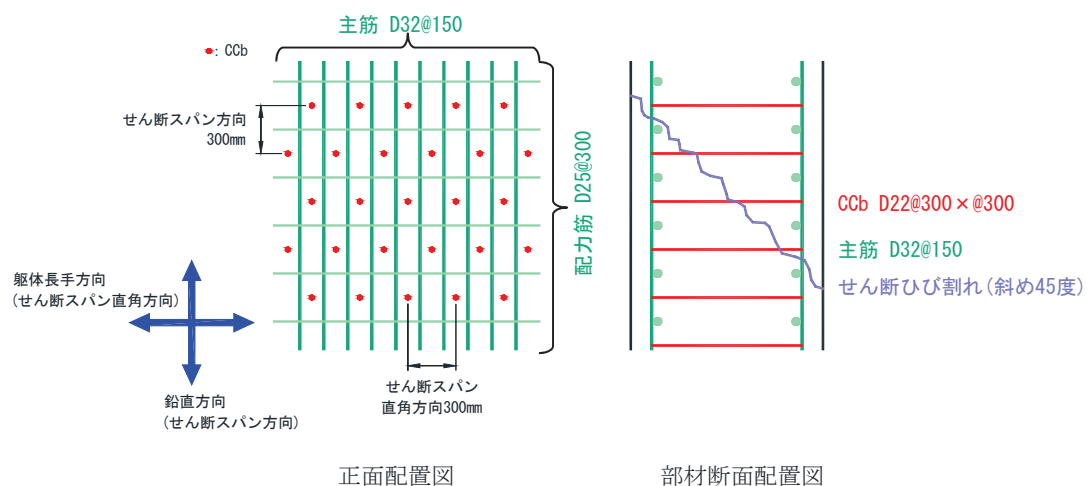 主筋 D32@150
●: CCb
せん断スパン方向
300mm
配力筋 D25@300
CCb D22@300×@300
主筋 D32@150
せん断ひび割れ(斜め45度)
躯体長手方向
(せん断スパン直角方向)
鉛直方向
(せん断スパン方向)
せん断スパン
直角方向300mm
正面配置図
部材断面配置図